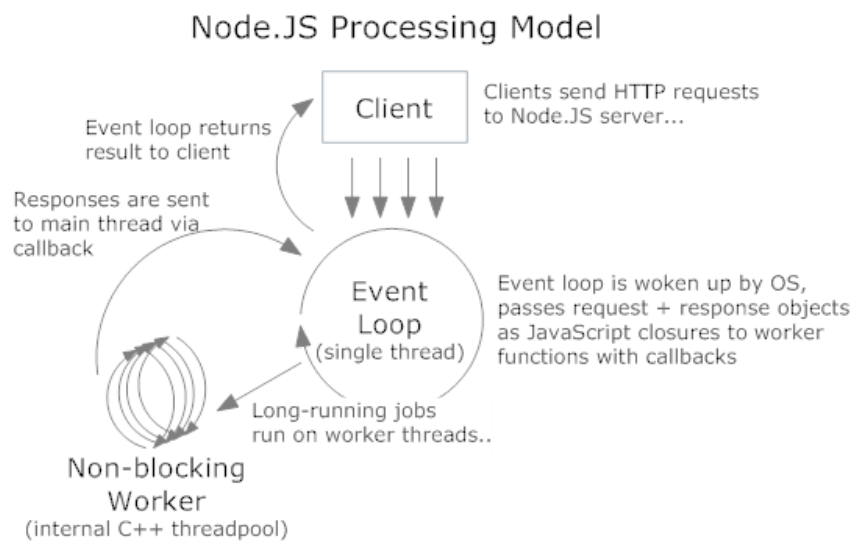 Node.JS Processing Model
Client
Clients send HTTP requests
to Node.JS server...
Event loop returns
result to client
Responses are sent
to main thread via
callback
Event
Loop
(single thread)
Event loop is woken up by OS,
passes request + response objects
as JavaScript closures to worker
functions with callbacks
Long-running jobs
run on worker threads..
Non-blocking
Worker
(internal C++ threadpool)